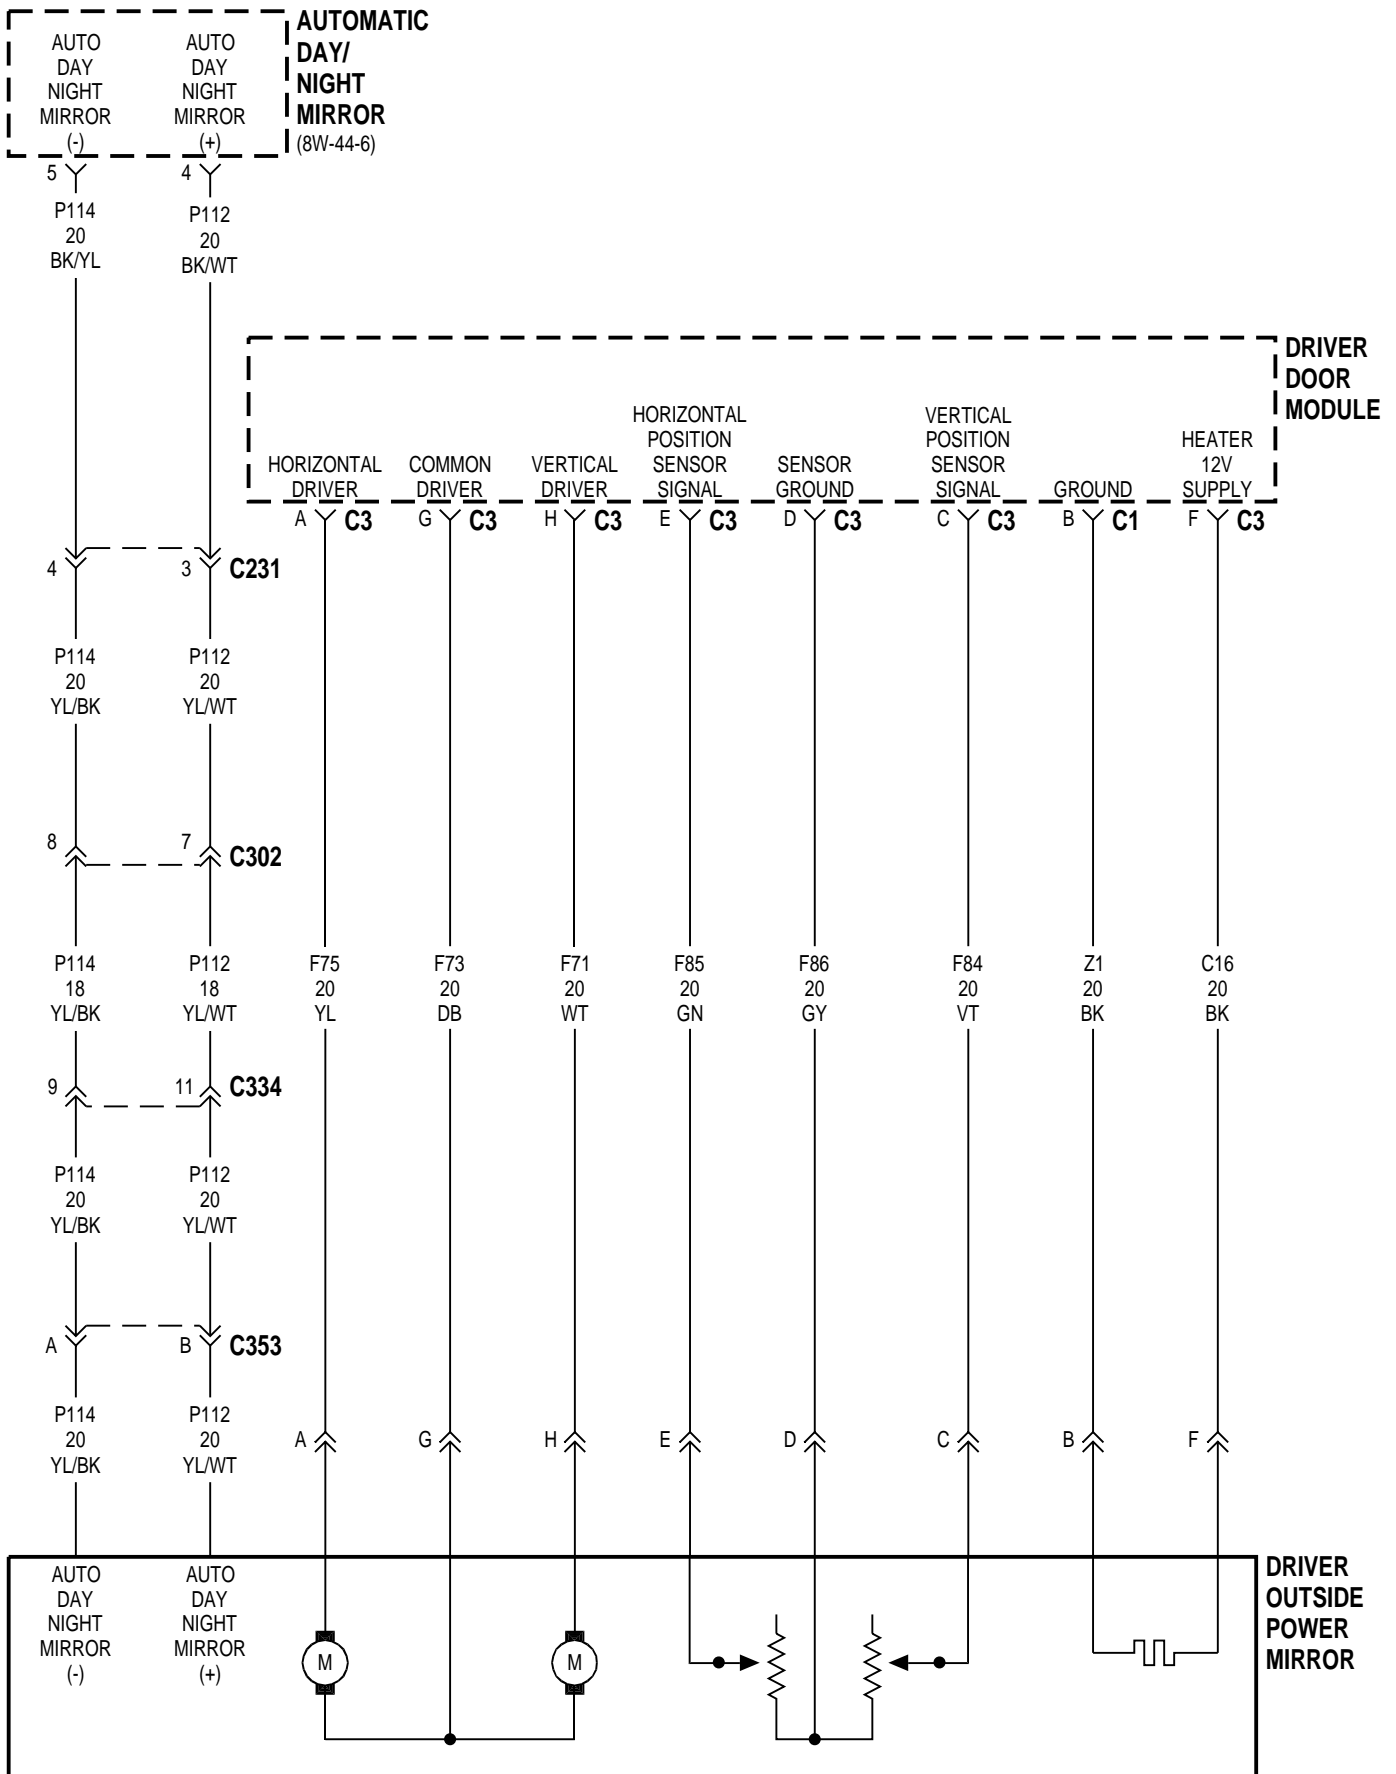 AUTOMATIC
DAY/
NIGHT
MIRROR
(8W-44-6)
AUTO
DAY
NIGHT
MIRROR
(-)
AUTO
DAY
NIGHT
MIRROR
(+)
5
4
P114
20
BK/YL
P112
20
BK/WT
DRIVER
DOOR
MODULE
HORIZONTAL
DRIVER
COMMON
DRIVER
VERTICAL
DRIVER
HORIZONTAL
POSITION
SENSOR
SIGNAL
SENSOR
GROUND
VERTICAL
POSITION
SENSOR
SIGNAL
GROUND
HEATER
12V
SUPPLY
A C3
G C3
H C3
E C3
D C3
C C3
B C1
F C3
4
3
C231
P114
20
YL/BK
P112
20
YL/WT
8
7
C302
P114
18
YL/BK
P112
18
YL/WT
F75
20
YL
F73
20
DB
F71
20
WT
F85
20
GN
F86
20
GY
F84
20
VT
Z1
20
BK
C16
20
BK
9
11
C334
P114
20
YL/BK
P112
20
YL/WT
A
B
C353
P114
20
YL/BK
P112
20
YL/WT
A
G
H
E
D
C
B
F
AUTO
DAY
NIGHT
MIRROR
(-)
AUTO
DAY
NIGHT
MIRROR
(+)
M
M
DRIVER
OUTSIDE
POWER
MIRROR